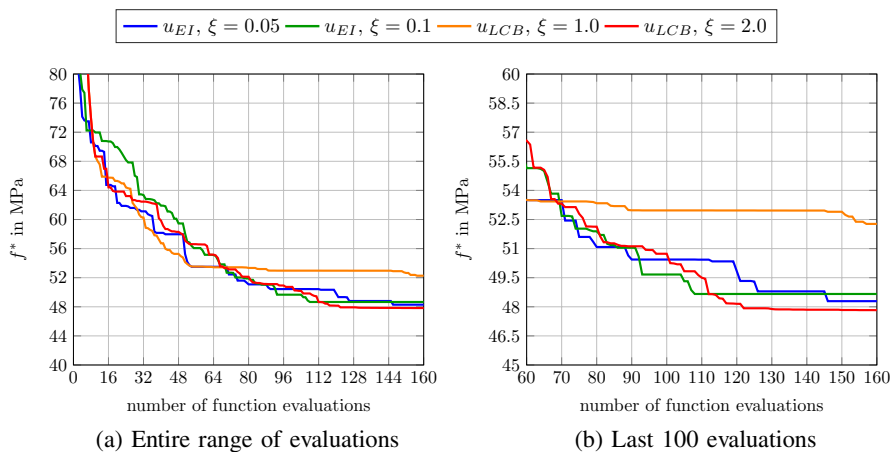 u_EI, ξ = 0.05 u_EI, ξ = 0.1 u_LCB, ξ = 1.0 u_LCB, ξ = 2.0
80
76
72
68
64
60
56
52
48
44
40
f* in MPa
0 16 32 48 64 80 96 112 128 144 160
number of function evaluations
(a) Entire range of evaluations
60
58.5
57
55.5
54
52.5
51
49.5
48
46.5
45
f* in MPa
60 70 80 90 100 110 120 130 140 150 160
number of function evaluations
(b) Last 100 evaluations